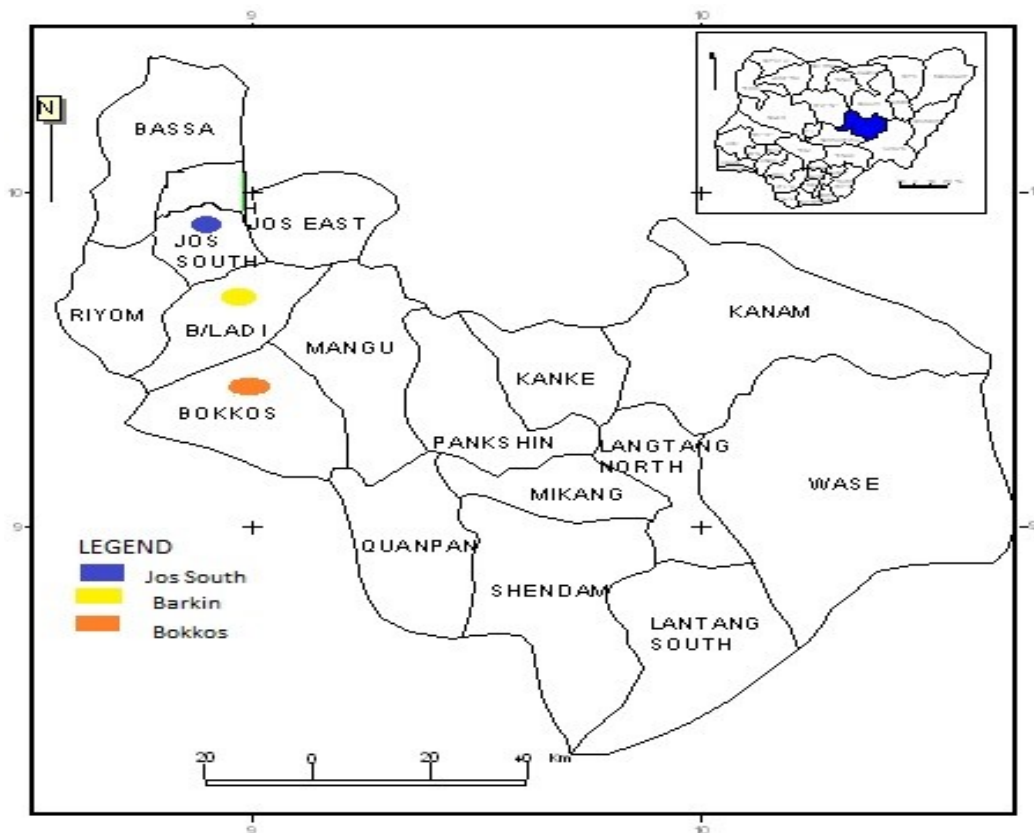 9
10
N
BASSA
10
10
JOS EAST
JOS
SOUTH
RIYOM
B/LADI
MANGU
KANAM
KANKE
BOKKOS
PANKSHIN
LANGTANG
NORTH
WASE
MIKANG
9
9
QUANPAN
SHENDAM
LANTANG
SOUTH
LEGEND
Jos South
Barkin
Bokkos
20
0
20
40
Km
9
10